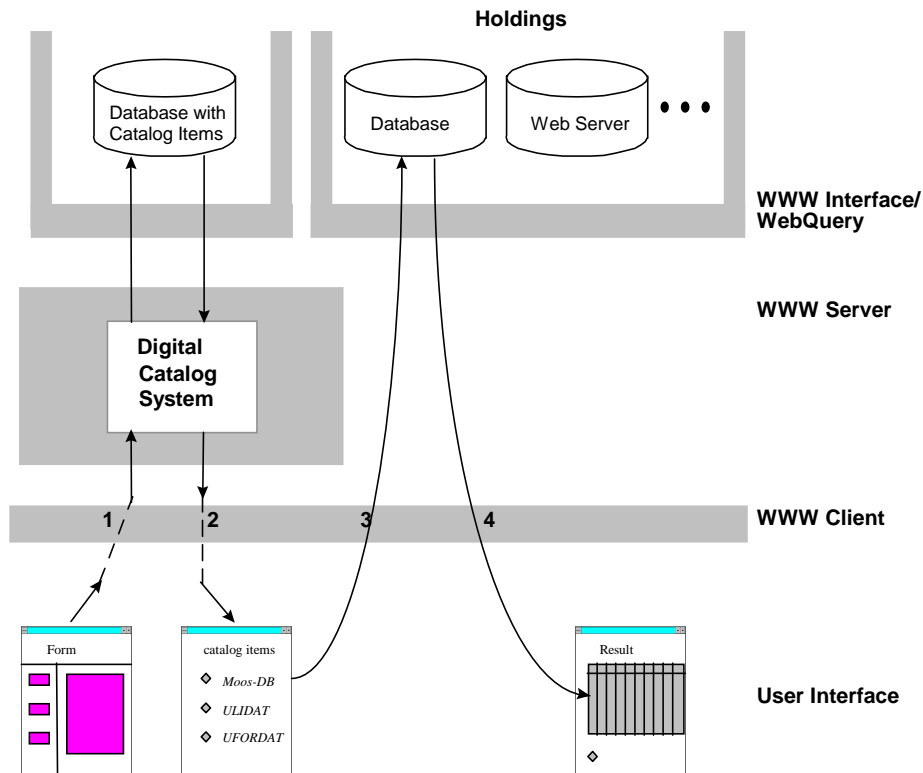 Holdings
Database with
Catalog Items
Database
Web Server
WWW Interface/
WebQuery
WWW Server
Digital
Catalog
System
1
2
3
4
WWW Client
Form
catalog items
Moos-DB
ULIDAT
UFORDAT
Result
User Interface